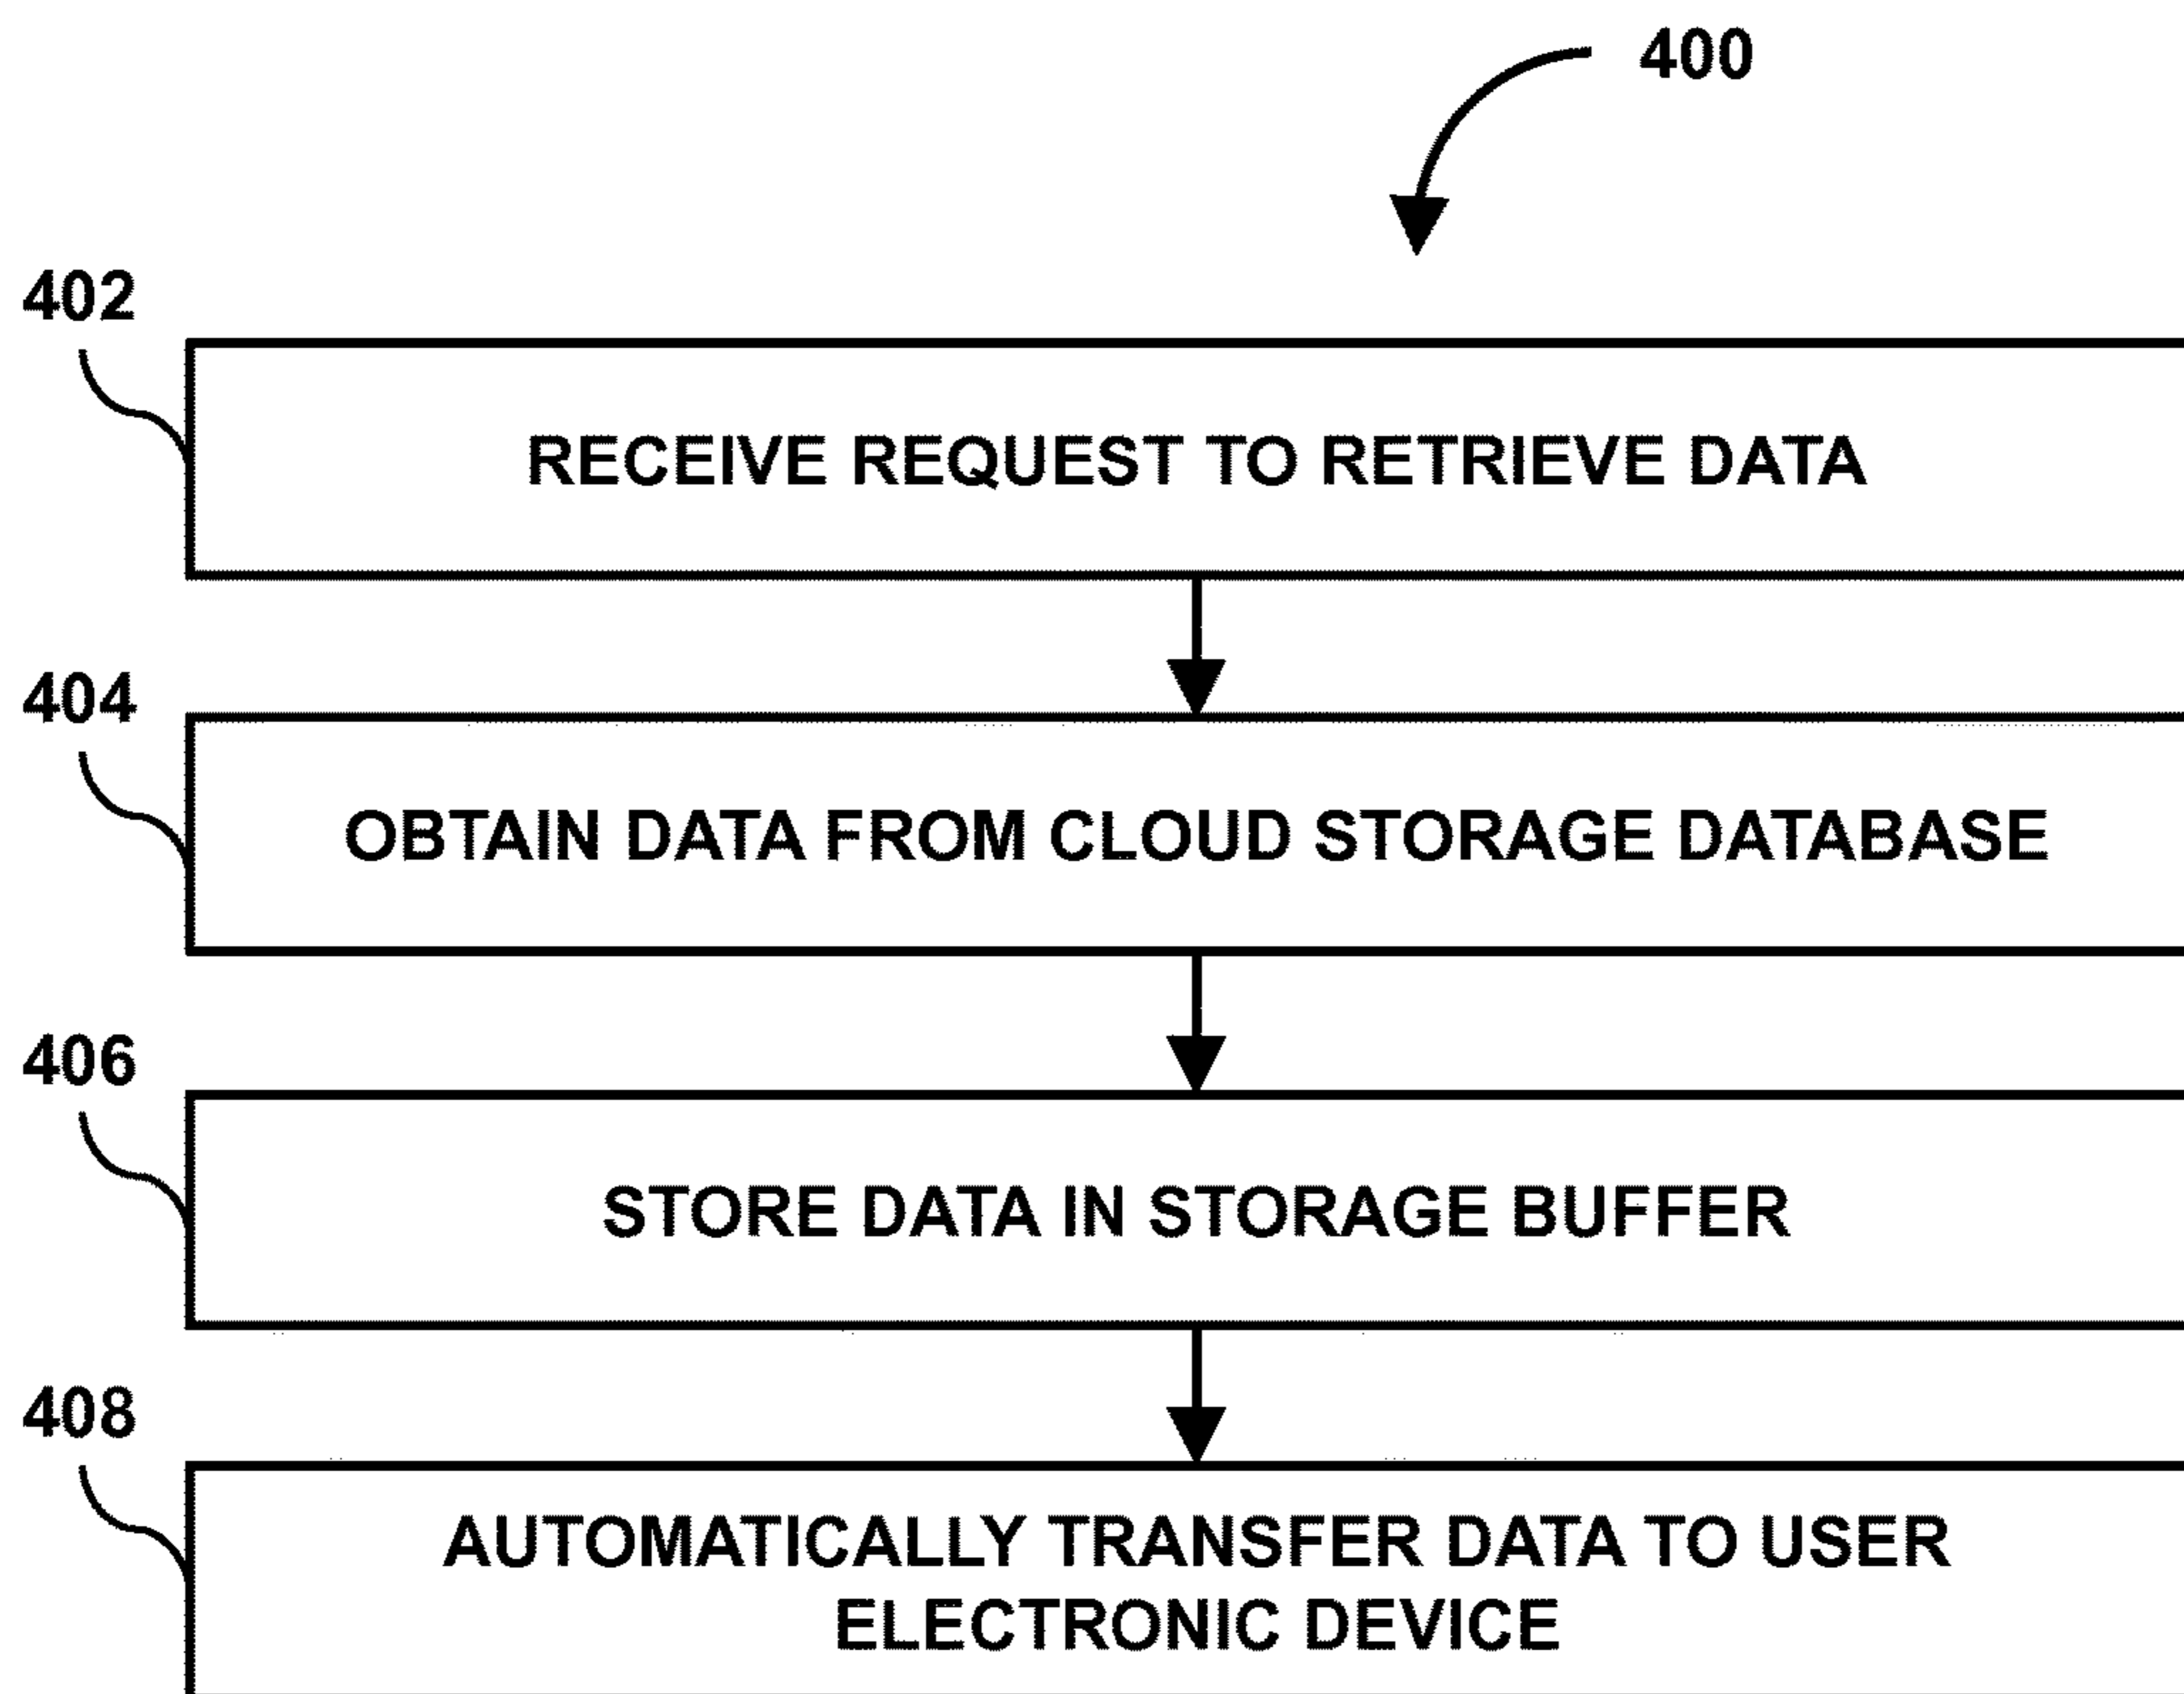 400
402
RECEIVE REQUEST TO RETRIEVE DATA
404
OBTAIN DATA FROM CLOUD STORAGE DATABASE
406
STORE DATA IN STORAGE BUFFER
408
AUTOMATICALLY TRANSFER DATA TO USER
ELECTRONIC DEVICE